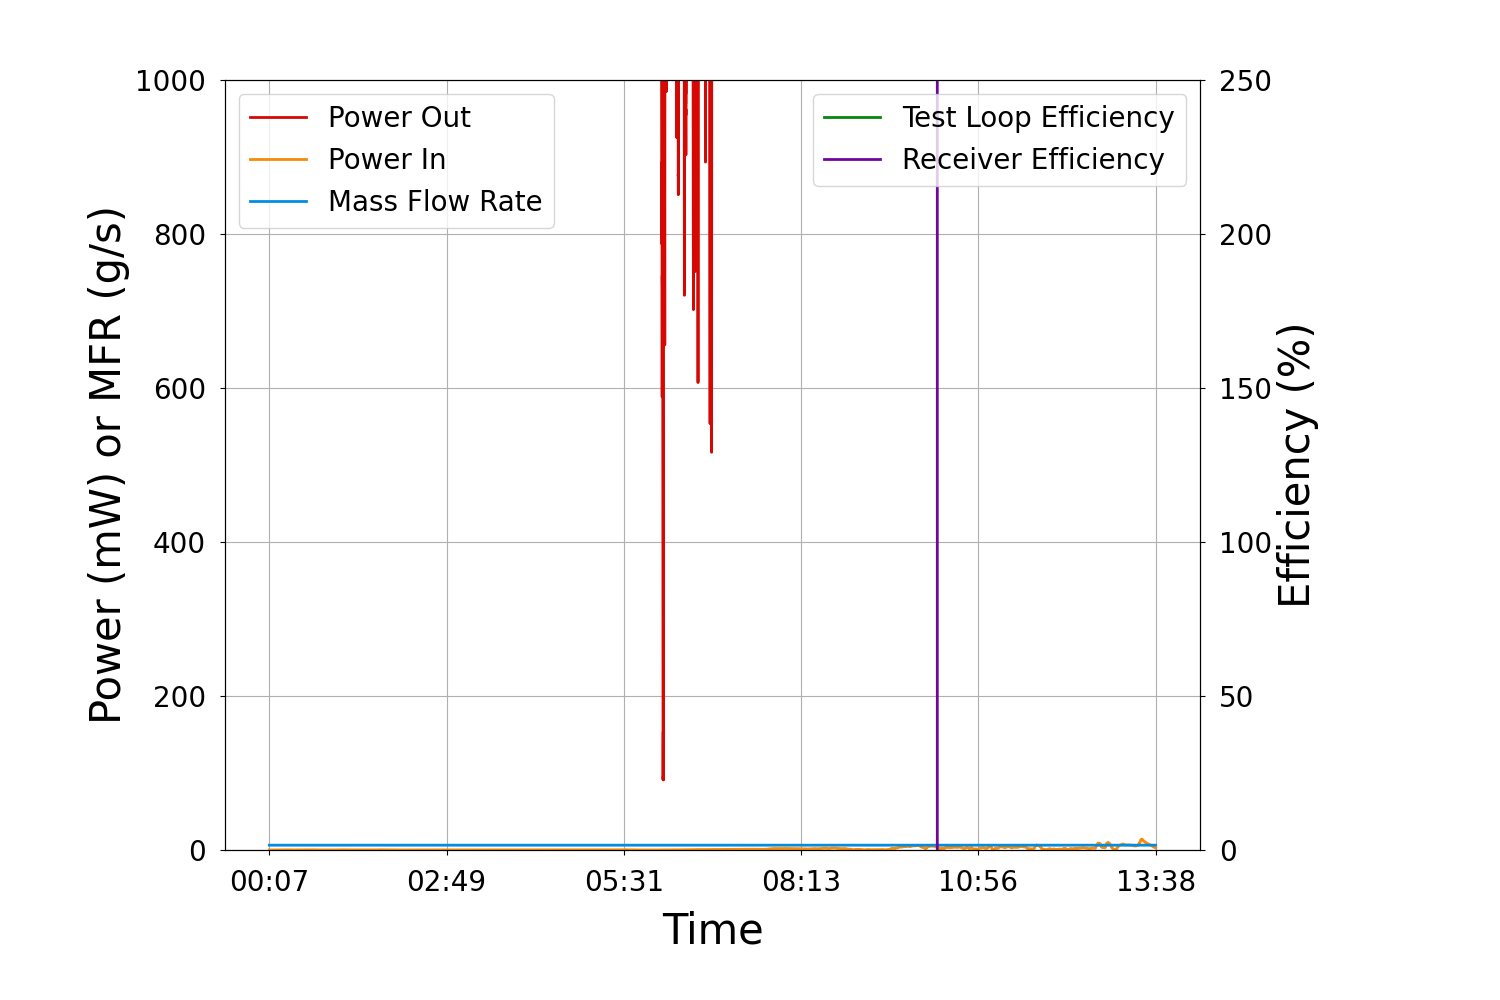 1000
800
600
400
200
0
Power (mW) or MFR (g/s)
Power Out
Power In
Mass Flow Rate
Test Loop Efficiency
Receiver Efficiency
250
200
150
100
50
0
Efficiency (%)
00:07 02:49 05:31 08:13 10:56 13:38
Time